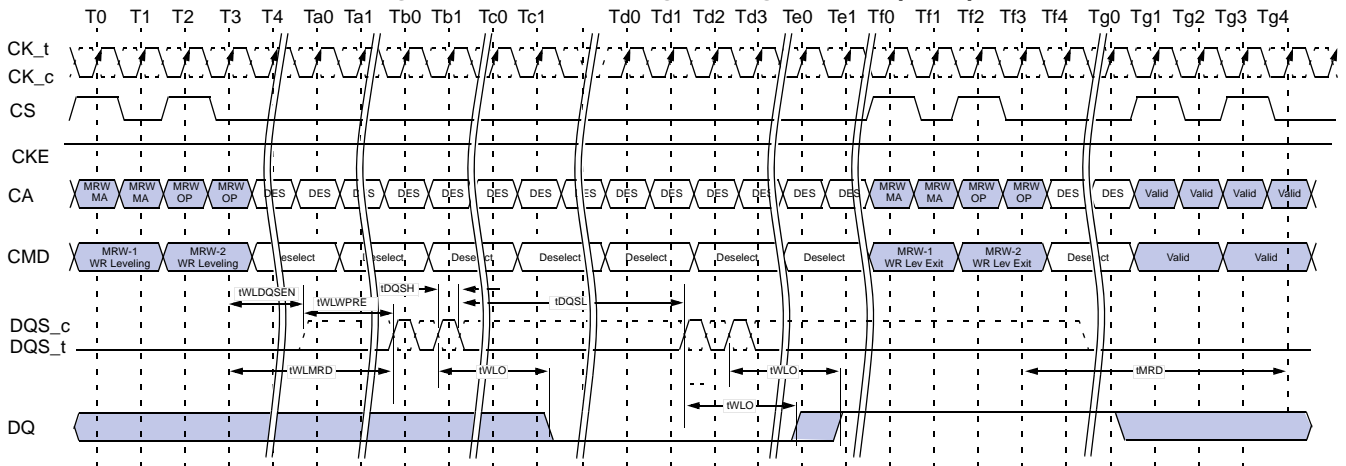 T0 T1 T2 T3 T4 Ta0 Ta1 Tb0 Tb1 Tc0 Tc1 Td0 Td1 Td2 Td3 Te0 Te1 Tf0 Tf1 Tf2 Tf3 Tf4 Tg0 Tg1 Tg2 Tg3 Tg4
CK_t
CK_c
CS
CKE
MRW MRW MRW MRW MRW MRW MRW MRW
CA MA MA OP OP DES DES DES DES DES DES DES DES DES DES DES DES DES DES MA MA OP OP DES DES Valid Valid Valid Valid
MRW-1 MRW-2 MRW-1 MRW-2
CMD WR Leveling WR Leveling Deselect Deselect Deselect Deselect Deselect Deselect Deselect WR Lev Exit WR Lev Exit Deselect Valid Valid
tWLDQSEN tWLWPRE tDQSH tDQSL
DQS_c
DQS_t
tWLMRD tWLO tWLO tMRD
tWLO
DQ